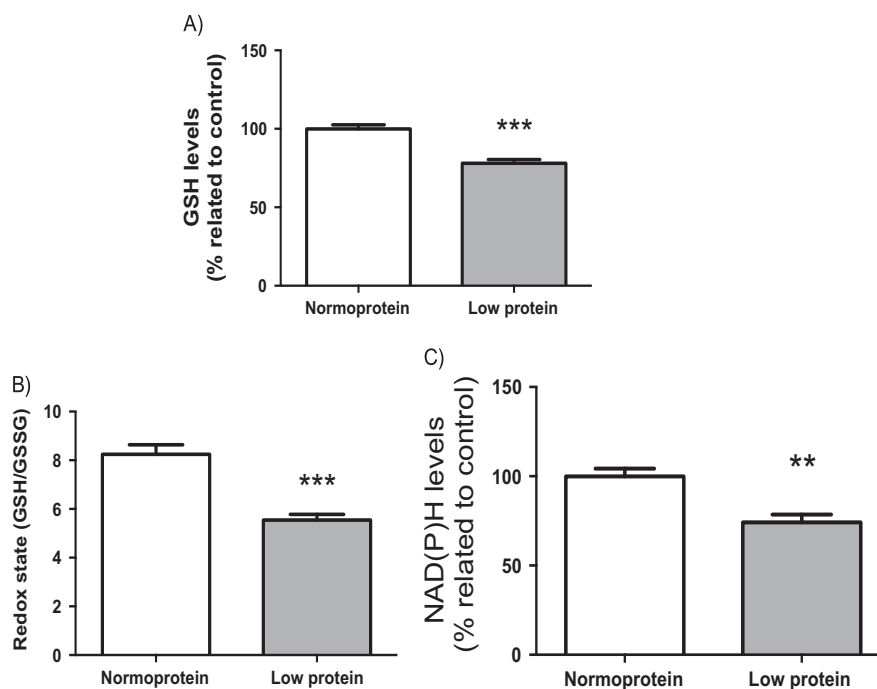 A)
GSH levels
(% related to control)
150
100
50
0
***
Normoprotein Low protein
B)
Redox state (GSH/GSSG)
10
8
6
4
2
0
***
Normoprotein Low protein
C)
NAD(P)H levels
(% related to control)
150
100
50
0
**
Normoprotein Low protein